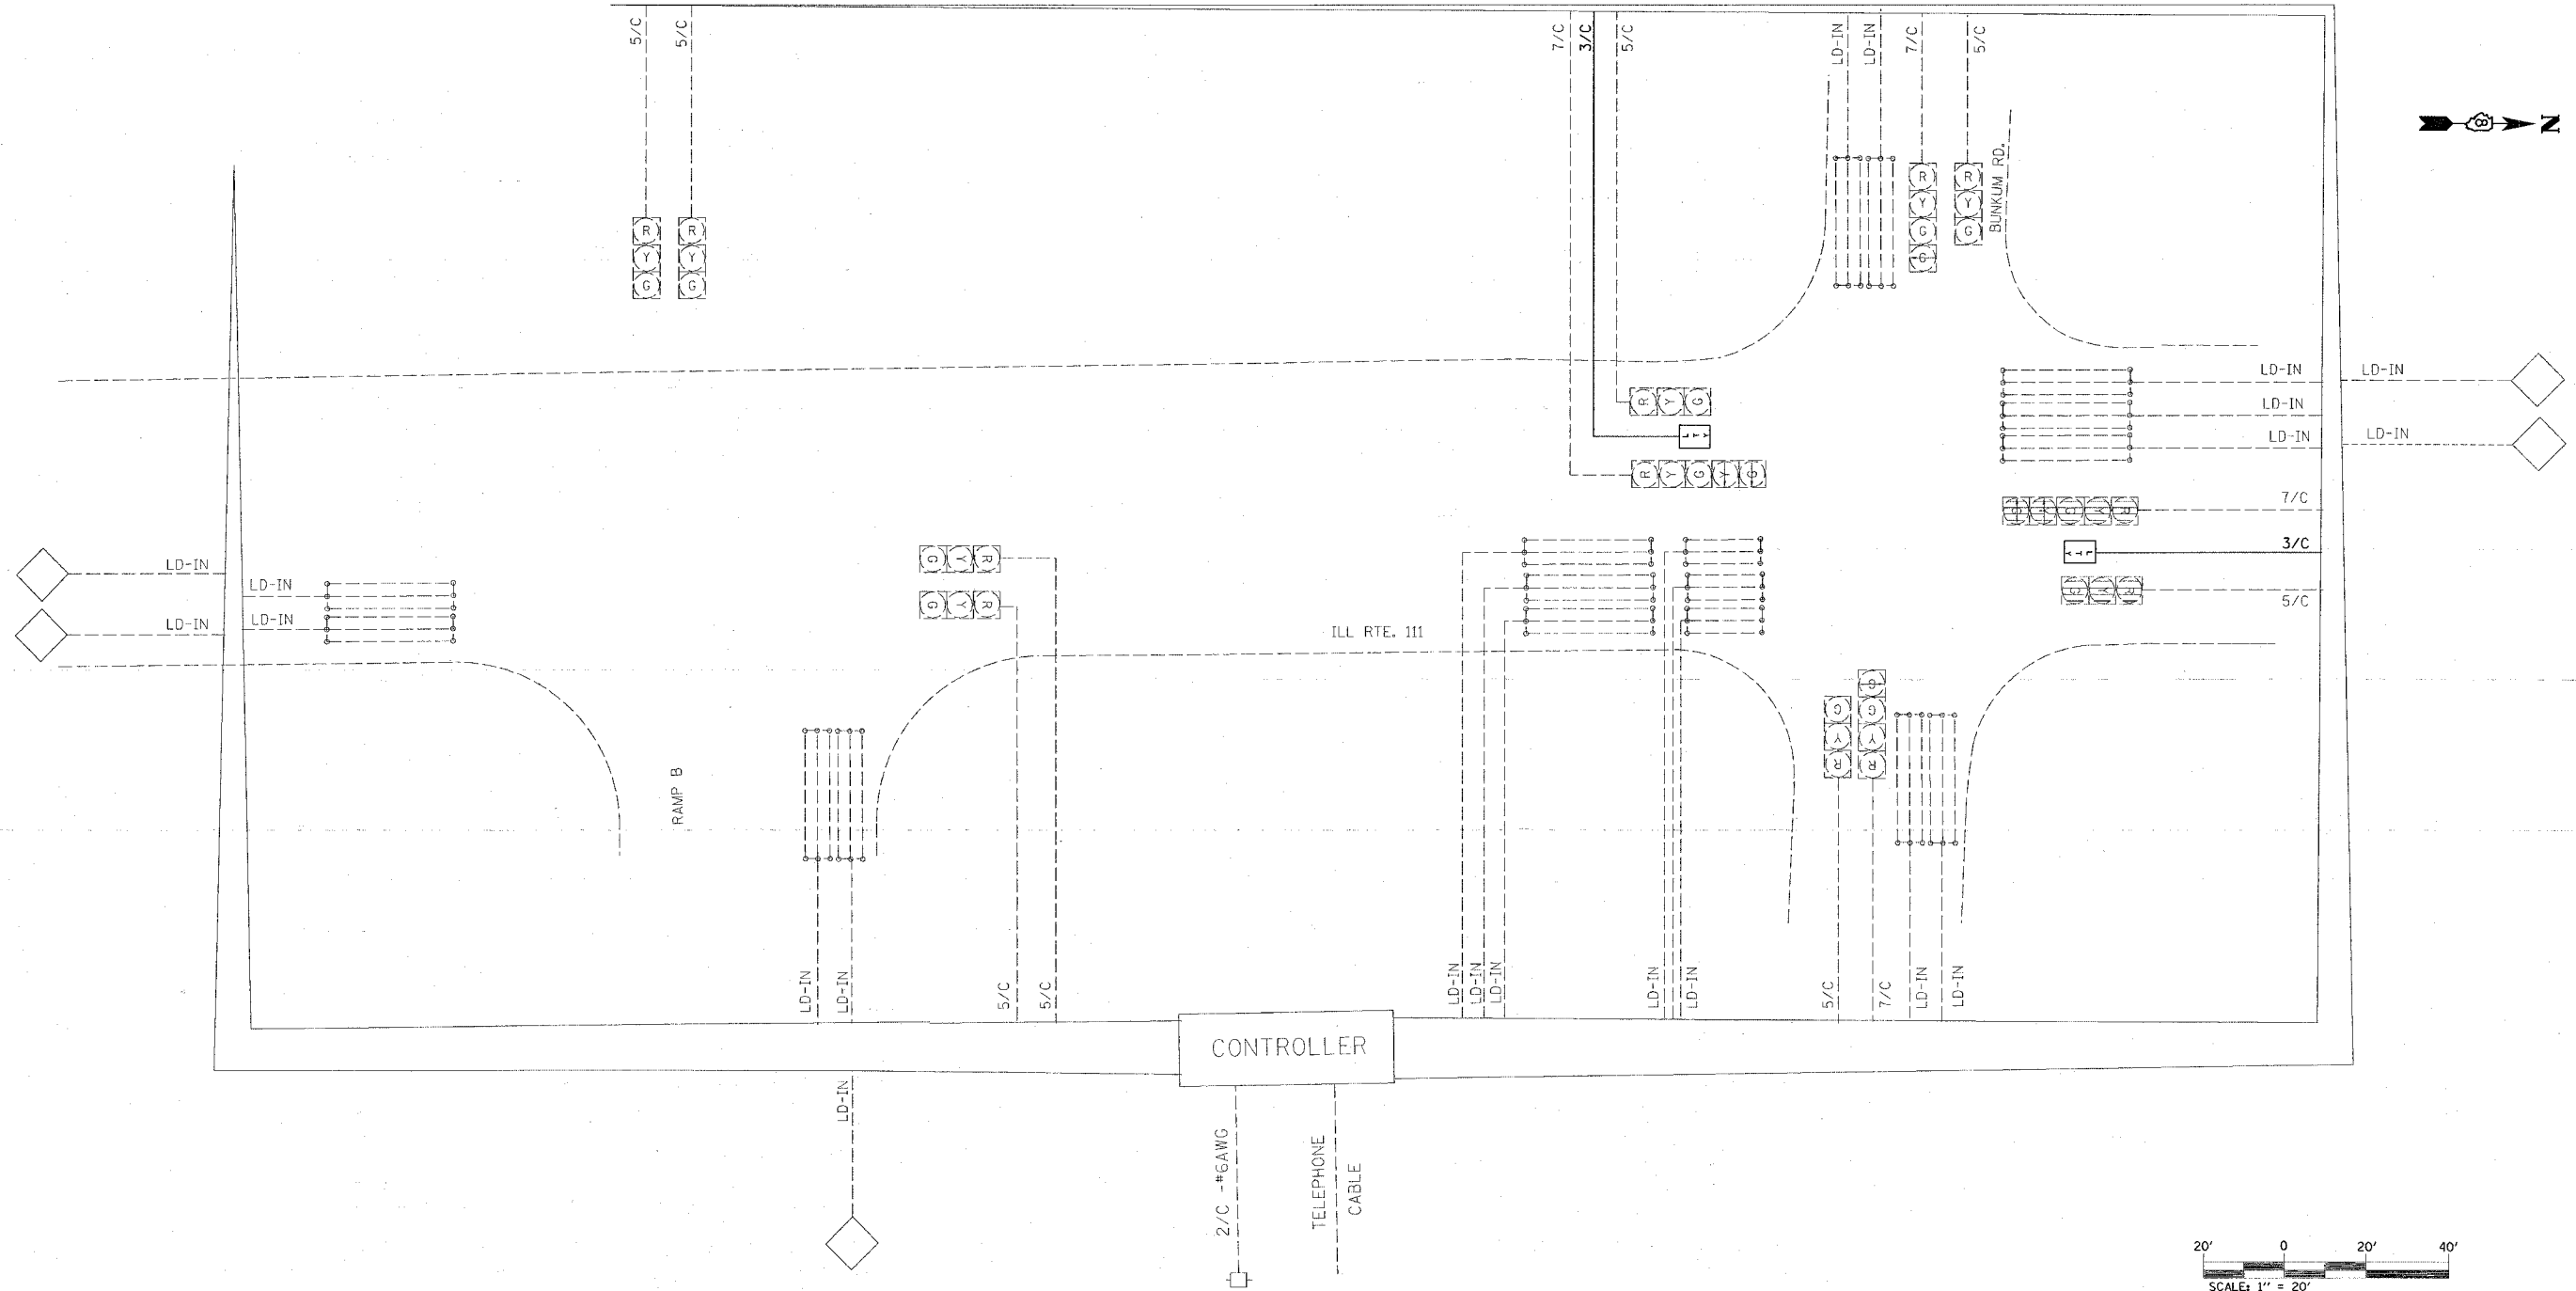 5/C
5/C
7/C
3/C
5/C
LD-IN
LD-IN
7/C
5/C
8
N
R
Y
G
R
Y
G
R
Y
G
G
R
Y
G
BUNKUM RD.
LD-IN
LD-IN
LD-IN
LD-IN
LD-IN
R Y G
L T Y
R Y G Y G
G Y G Y R
7/C
L T Y
3/C
G Y R
5/C
LD-IN
LD-IN
LD-IN
LD-IN
G Y R
G Y R
ILL RTE. 111
RAMP B
G
Y
R
G
G
Y
R
LD-IN
LD-IN
5/C
5/C
LD-IN
LD-IN
LD-IN
LD-IN
LD-IN
5/C
7/C
LD-IN
LD-IN
CONTROLLER
LD-IN
2/C -#6AWG
TELEPHONE
CABLE
20' 0 20' 40'
SCALE: 1" = 20'